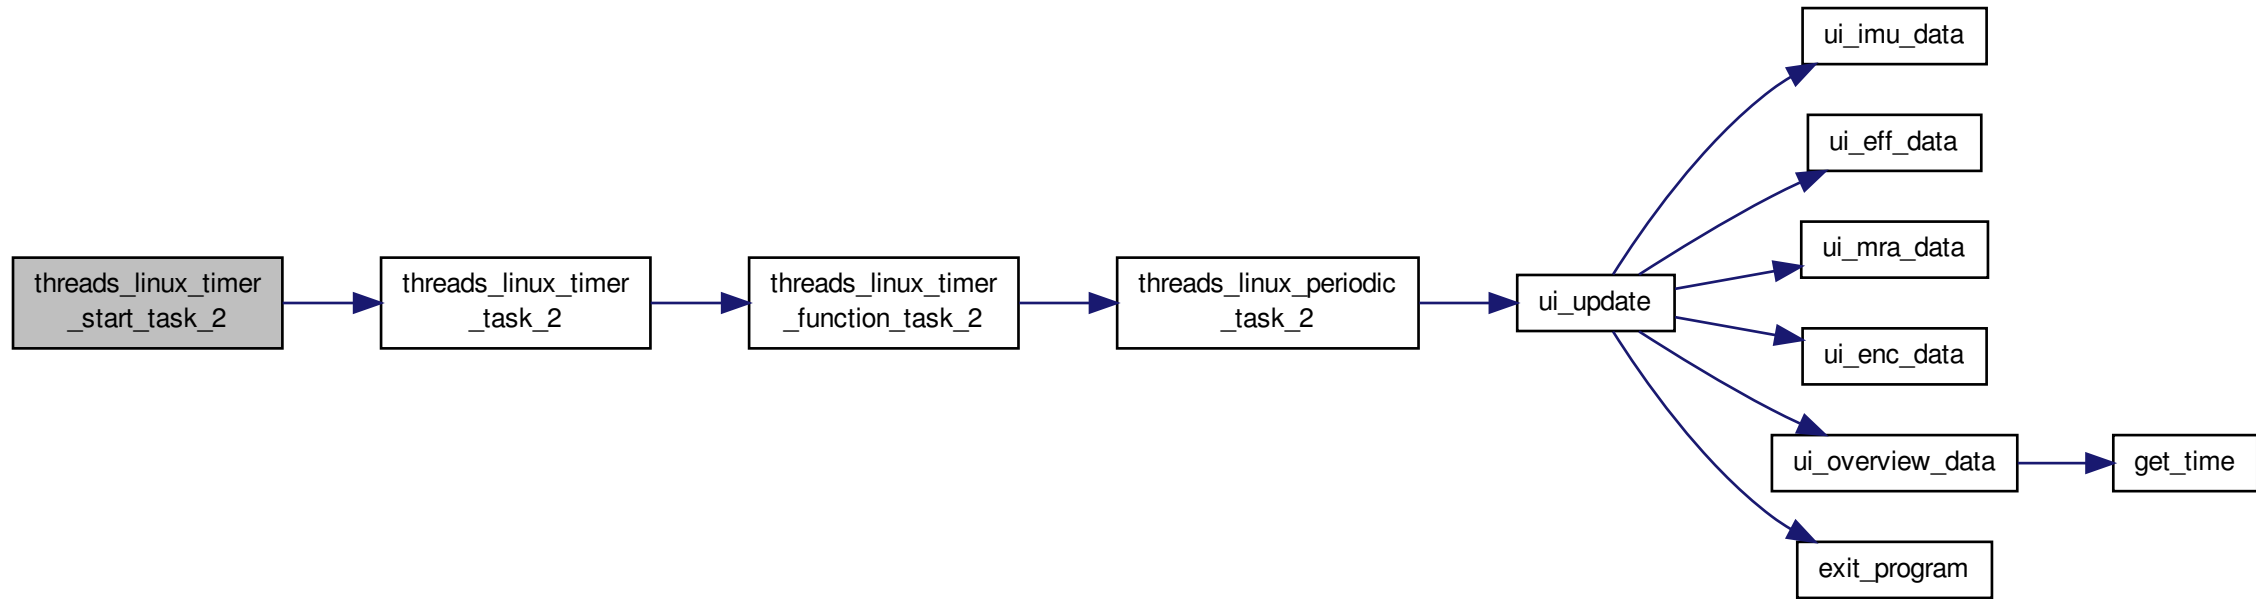 threads_linux_timer
_start_task_2
threads_linux_timer
_task_2
threads_linux_timer
_function_task_2
threads_linux_periodic
_task_2
ui_update
ui_imu_data
ui_eff_data
ui_mra_data
ui_enc_data
ui_overview_data
get_time
exit_program